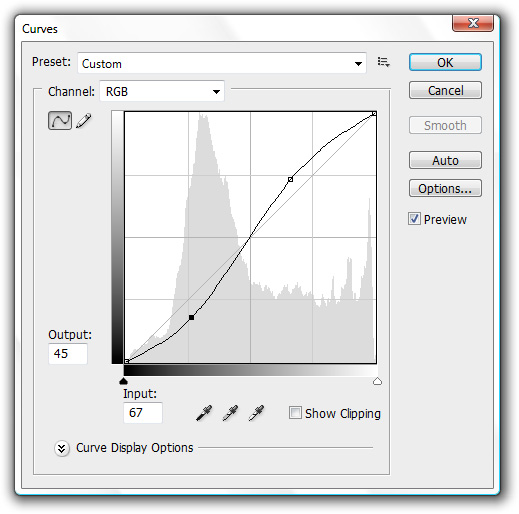 Curves
Preset: Custom
OK
Channel: RGB
Cancel
Smooth
Auto
Options...
Preview
Output:
45
Input:
67
Show Clipping
Curve Display Options